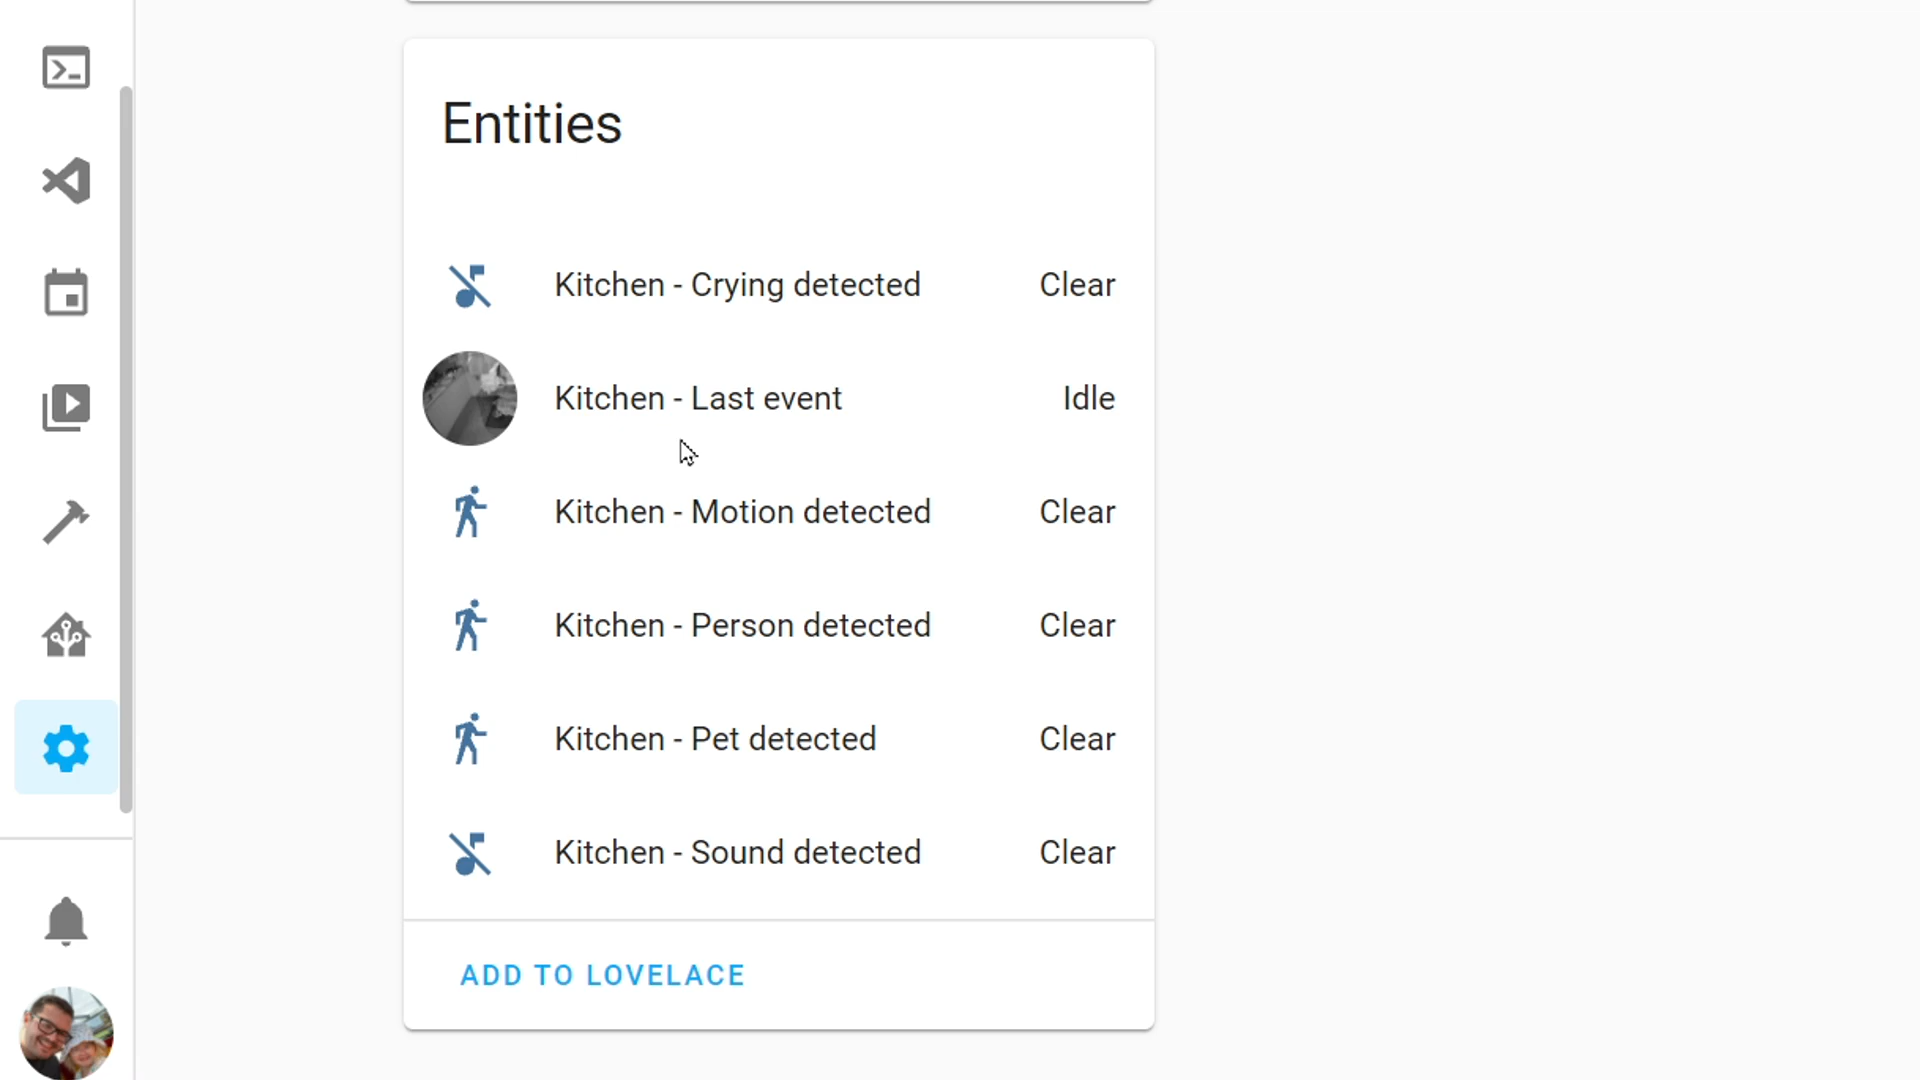 Entities
Kitchen - Crying detected Clear
Kitchen - Last event Idle
Kitchen - Motion detected Clear
Kitchen - Person detected Clear
Kitchen - Pet detected Clear
Kitchen - Sound detected Clear
ADD TO LOVELACE